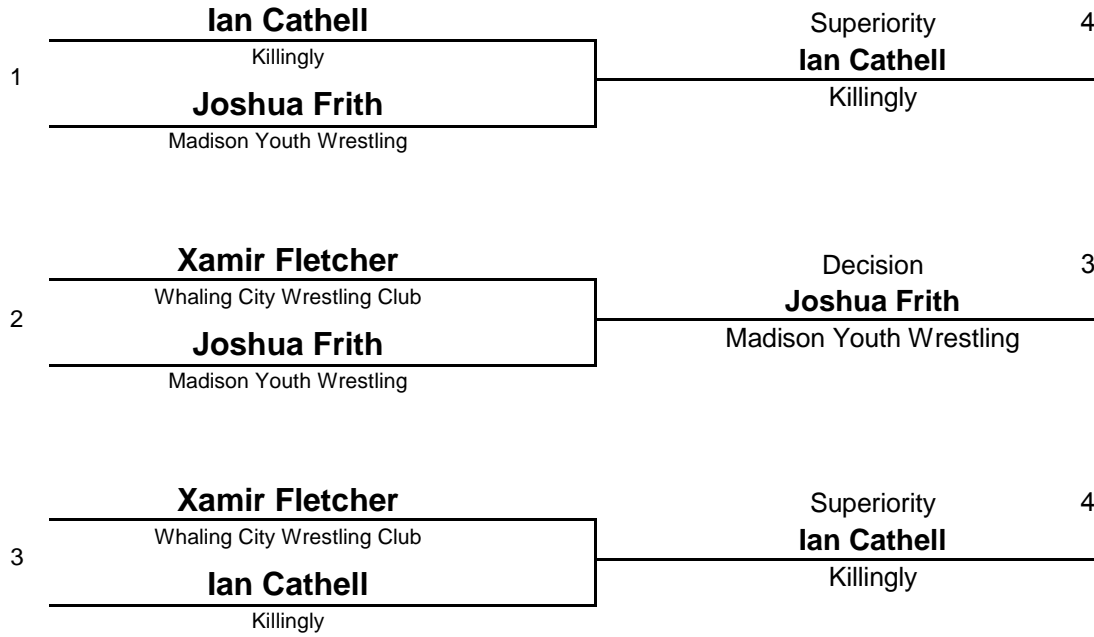 Ian Cathell
Superiority 4
Killingly
Ian Cathell
1
Killingly
Joshua Frith
Madison Youth Wrestling
Xamir Fletcher
Decision 3
Whaling City Wrestling Club
Joshua Frith
2
Madison Youth Wrestling
Joshua Frith
Madison Youth Wrestling
Xamir Fletcher
Superiority 4
Whaling City Wrestling Club
Ian Cathell
3
Killingly
Ian Cathell
Killingly